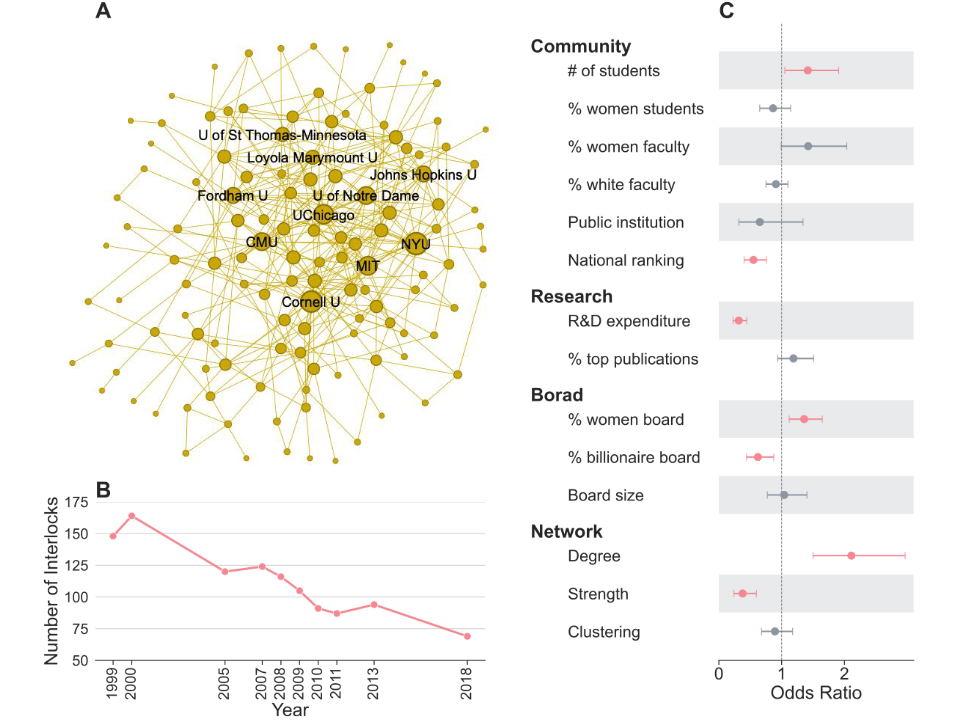 A
U of St Thomas-Minnesota
Loyola Marymount U
Johns Hopkins U
Fordham U
U of Notre Dame
UChicago
CMU
NYU
MIT
Cornell U
B
Number of Interlocks
175
150
125
100
75
50
1999
2000
2005
2007
2008
2009
2010
2011
2013
2018
Year
C
Community
# of students
% women students
% women faculty
% white faculty
Public institution
National ranking
Research
R&D expenditure
% top publications
Borad
% women board
% billionaire board
Board size
Network
Degree
Strength
Clustering
0
1
2
Odds Ratio